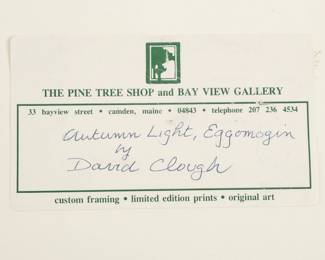 THE PINE TREE SHOP and BAY VIEW GALLERY
33 bayview street • camden, maine • 04843 • telephone 207 236 4534
Autumn Light, Eggomogin
by
David Clough
custom framing • limited edition prints • original art